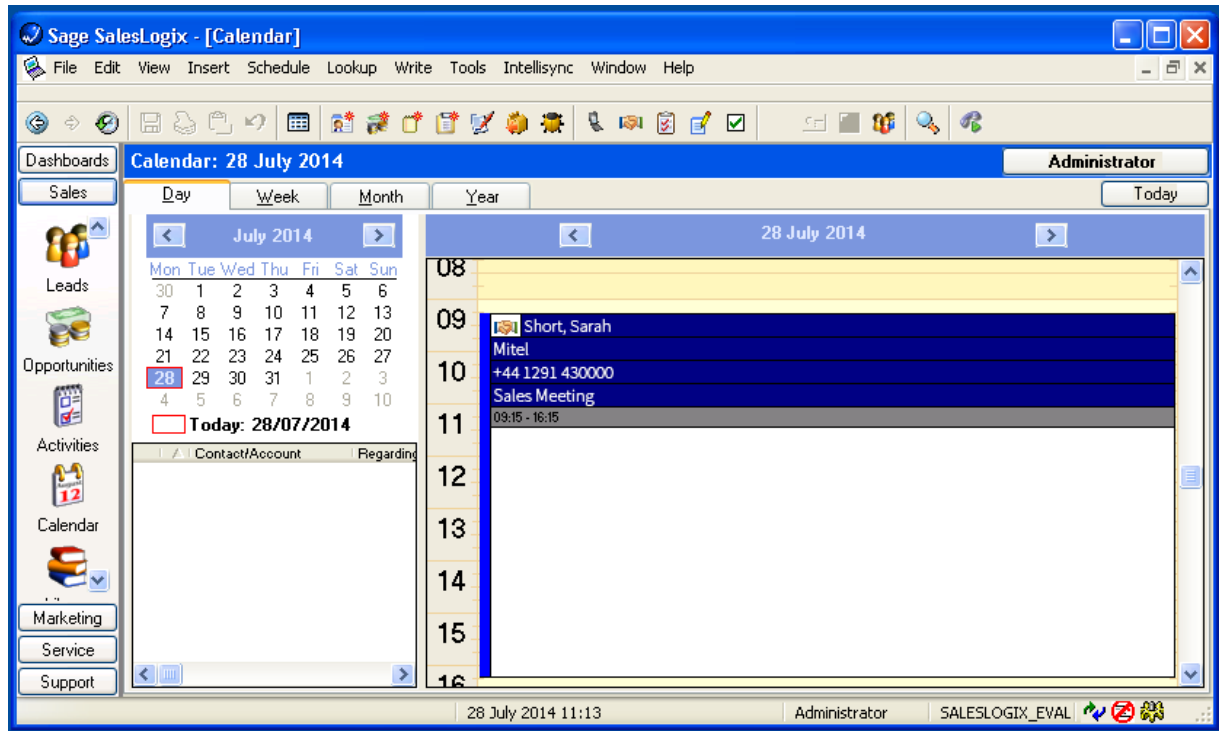 Sage SalesLogix - [Calendar]
File Edit View Insert Schedule Lookup Write Tools Intellisync Window Help
Dashboards
Calendar: 28 July 2014
Administrator
Sales
Day Week Month Year
Today
July 2014
28 July 2014
Mon Tue Wed Thu Fri Sat Sun
30 1 2 3 4 5 6
7 8 9 10 11 12 13
14 15 16 17 18 19 20
21 22 23 24 25 26 27
28 29 30 31 1 2 3
4 5 6 7 8 9 10
Today: 28/07/2014
Contact/Account Regarding
Leads
Opportunities
Activities
August
12
Calendar
Marketing
Service
Support
08
09
10
11
12
13
14
15
16
Short, Sarah
Mitel
+44 1291 430000
Sales Meeting
09:15 - 16:15
28 July 2014 11:13
Administrator
SALESLOGIX_EVAL